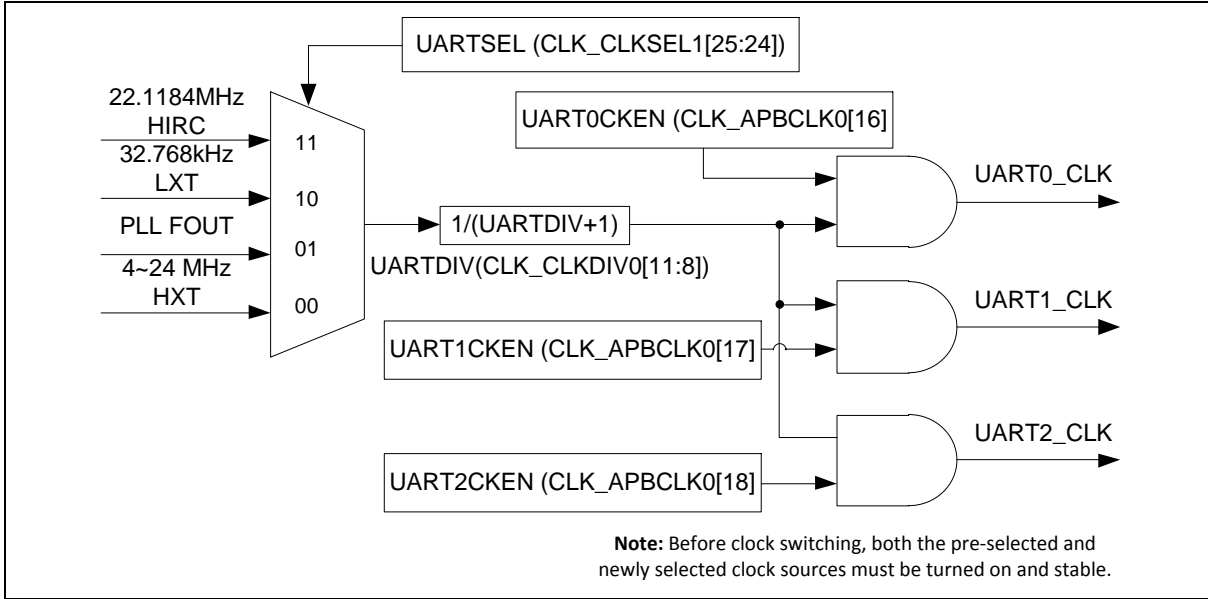 UARTSEL (CLK_CLKSEL1[25:24])
22.1184MHz
HIRC
32.768kHz
LXT
PLL FOUT
4~24 MHz
HXT
11
10
01
00
UART0CKEN (CLK_APBCLK0[16]
UART0_CLK
1/(UARTDIV+1)
UARTDIV(CLK_CLKDIV0[11:8])
UART1_CLK
UART1CKEN (CLK_APBCLK0[17]
UART2_CLK
UART2CKEN (CLK_APBCLK0[18]
Note: Before clock switching, both the pre-selected and
newly selected clock sources must be turned on and stable.